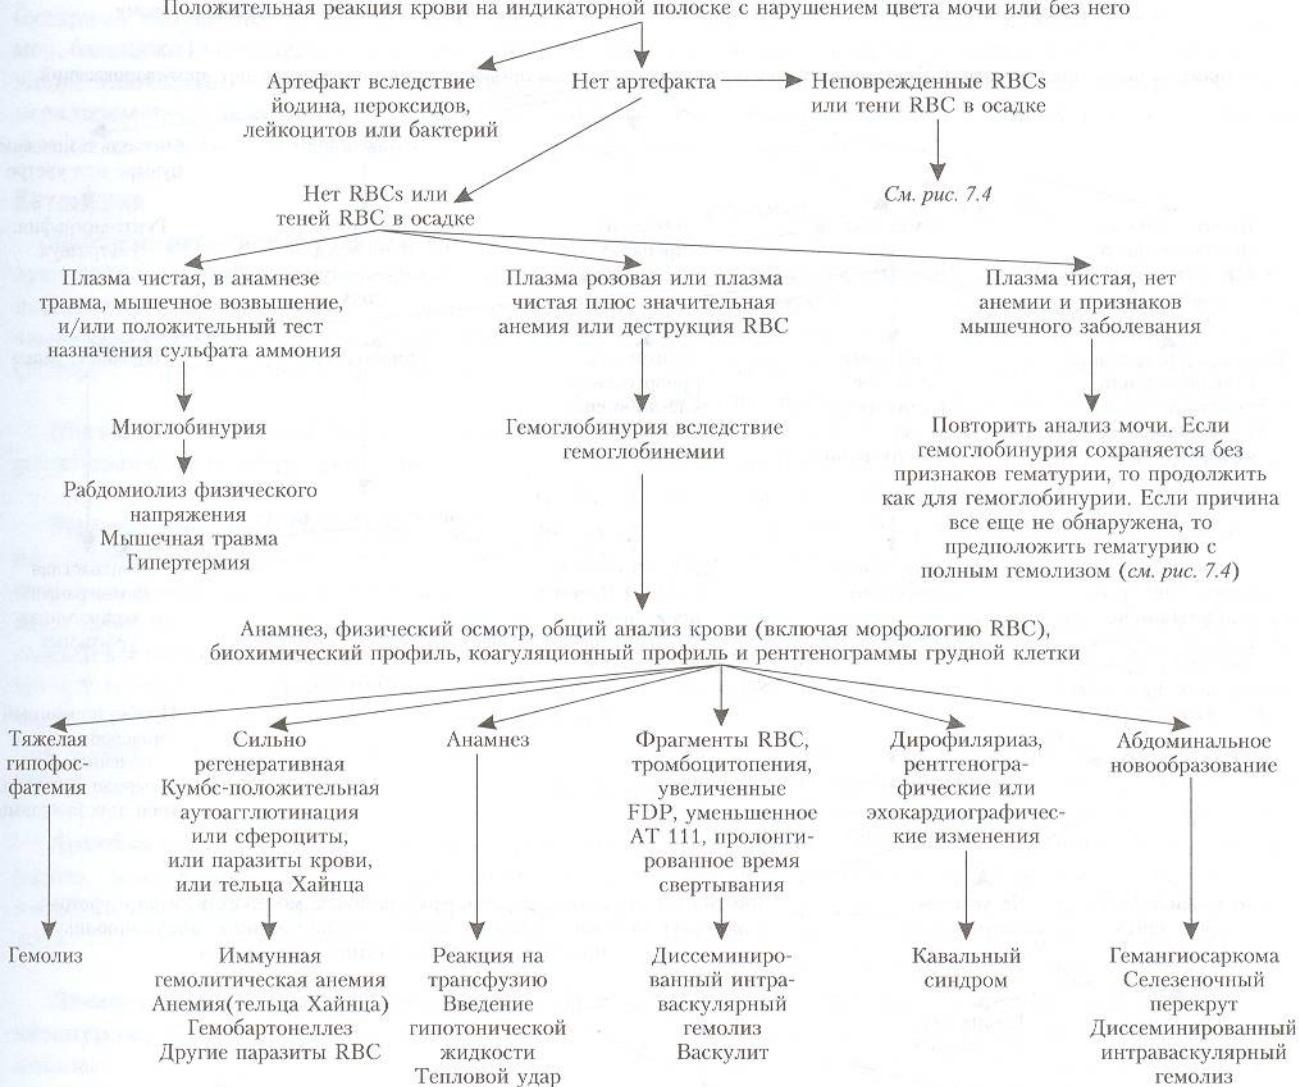 Положительная реакция крови на индикаторной полоске с нарушением цвета мочи или без него
Артефакт вследствие
йодина, пероксидов,
лейкоцитов или бактерий
Нет артефакта
Неповрежденные RBCs
или тени RBC в осадке
См. рис. 7.4
Нет RBCs или
теней RBC в осадке
Плазма чистая, в анамнезе
травма, мышечное возвышение,
и/или положительный тест
назначения сульфата аммония
Плазма розовая или плазма
чистая плюс значительная
анемия или деструкция RBC
Плазма чистая, нет
анемии и признаков
мышечного заболевания
Миоглобинурия
Рабдомиолиз физического
напряжения
Мышечная травма
Гипертермия
Гемоглобинурия вследствие
гемоглобинемии
Повторить анализ мочи. Если
гемоглобинурия сохраняется без
признаков гематурии, то продолжить
как для гемоглобинурии. Если причина
все еще не обнаружена, то
предположить гематурию с
полным гемолизом (см. рис. 7.4)
Анамнез, физический осмотр, общий анализ крови (включая морфологию RBC),
биохимический профиль, коагуляционный профиль и рентгенограммы грудной клетки
Тяжелая
гипофос-
фатемия
Сильно
регенеративная
Кумбс-положительная
аутоагглютинация
или сфероциты,
или паразиты крови,
или тельца Хайнца
Анамнез
Фрагменты RBC,
тромбоцитопения,
увеличенные
FDP, уменьшенное
АТ 111, пролонги-
рованное время
свертывания
Дирофиляриаз,
рентгеногра-
фические или
эхокардиографичес-
кие изменения
Абдоминальное
новообразование
Гемолиз
Иммунная
гемолитическая анемия
Анемия(тельца Хайнца)
Гемобартонеллез
Другие паразиты RBC
Реакция на
трансфузию
Введение
гипотонической
жидкости
Тепловой удар
Диссеминиро-
ванный интра-
васкулярный
гемолиз
Васкулит
Кавальный
синдром
Гемангиосаркома
Селезеночный
перекрут
Диссеминированный
интраваскулярный
гемолиз